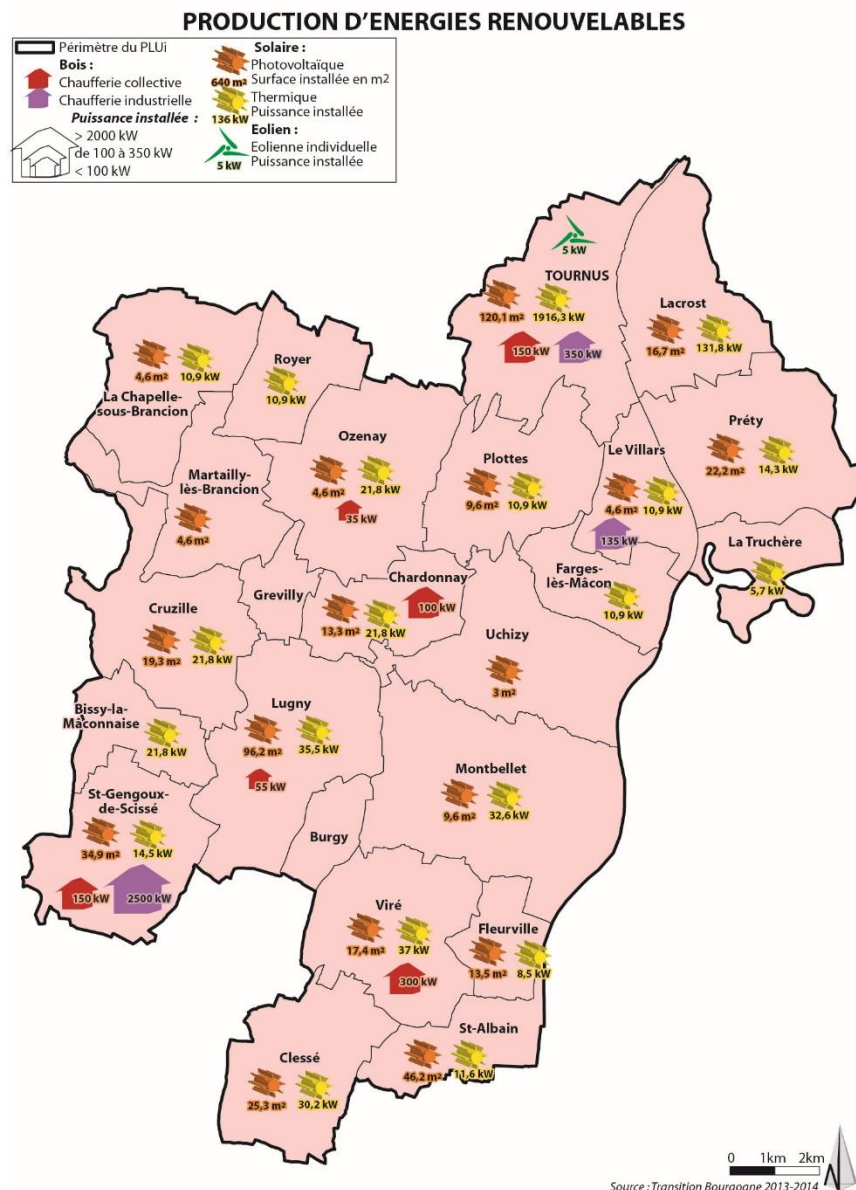 PRODUCTION D'ENERGIES RENOUVELABLES
Périmètre du PLUi
Bois :
Chaufferie collective
Chaufferie industrielle
Puissance installée :
> 2000 kW
de 100 à 350 kW
< 100 kW
Solaire :
Photovoltaïque
640 m² Surface installée en m2
Thermique
136 kW Puissance installée
Eolien :
Eolienne individuelle
5 kW Puissance installée
5 kW
TOURNUS
120,1 m² 1916,3 kW
150 kW 350 kW
Lacrost
16,7 m² 131,8 kW
4,6 m² 10,9 kW
La Chapelle-
sous-Brancion
Royer
10,9 kW
Ozenay
4,6 m² 21,8 kW
35 kW
Plottes
9,6 m² 10,9 kW
Le Villars
4,6 m² 10,9 kW
135 kW
Préty
22,2 m² 14,3 kW
Martailly-
lès-Brancion
4,6 m²
La Truchère
5,7 kW
Farges-
lès-Mâcon
10,9 kW
Chardonnay
100 kW
13,3 m² 21,8 kW
Grevilly
Cruzille
19,3 m² 21,8 kW
Uchizy
3 m²
Bissy-la-
Mâconnaise
21,8 kW
Lugny
96,2 m² 35,5 kW
55 kW
Montbellet
9,6 m² 32,6 kW
St-Gengoux-
de-Scissé
34,9 m² 14,5 kW
150 kW 2500 kW
Burgy
Viré
17,4 m² 37 kW
300 kW
Fleurville
13,5 m² 8,5 kW
St-Albain
46,2 m² 11,6 kW
Clessé
25,3 m² 30,2 kW
0 1km 2km
N
Source : Transition Bourgogne 2013-2014